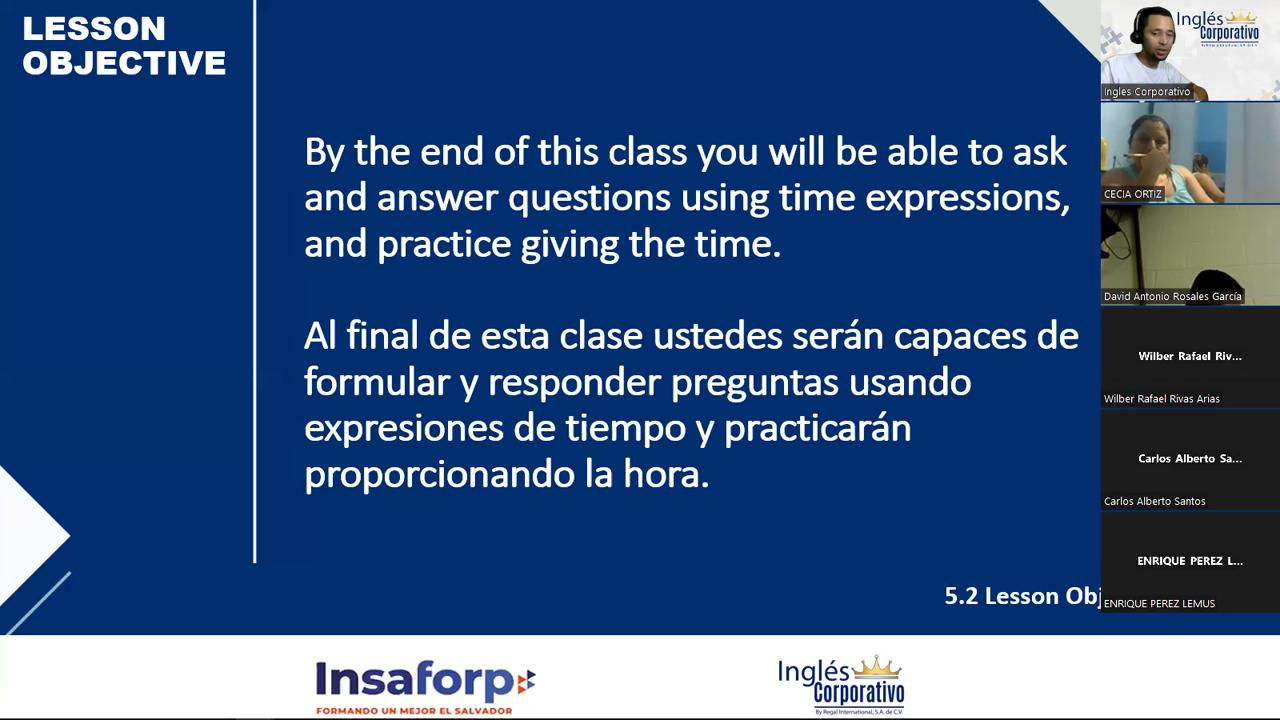 LESSON
OBJECTIVE
By the end of this class you will be able to ask
and answer questions using time expressions,
and practice giving the time.
Al final de esta clase ustedes serán capaces de
formular y responder preguntas usando
expresiones de tiempo y practicarán
proporcionando la hora.
5.2 Lesson Obj
Insaforp
FORMANDO UN MEJOR EL SALVADOR
Inglés
Corporativo
By Regal International, S.A. de C.V.
Inglés
Corporativo
Ingles Corporativo
CECIA ORTIZ
David Antonio Rosales García
Wilber Rafael Riv...
Wilber Rafael Rivas Arias
Carlos Alberto Sa...
Carlos Alberto Santos
ENRIQUE PEREZ L...
ENRIQUE PEREZ LEMUS